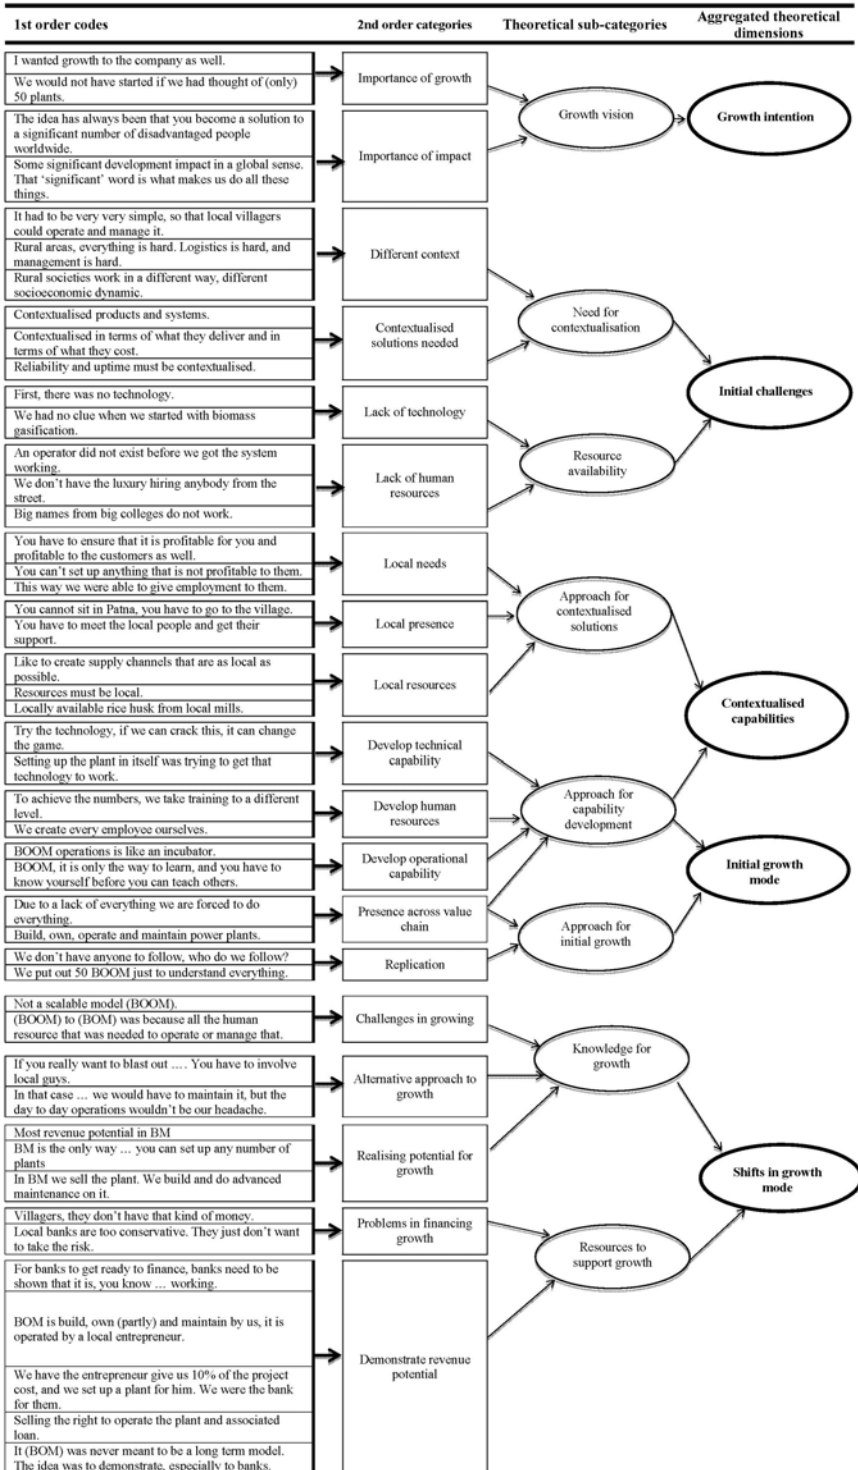 1st order codes
2nd order categories
Theoretical sub-categories
Aggregated theoretical
dimensions
I wanted growth to the company as well.
We would not have started if we had thought of (only)
50 plants.
Importance of growth
The idea has always been that you become a solution to
a significant number of disadvantaged people
worldwide.
Some significant development impact in a global sense.
That ‘significant’ word is what makes us do all these
things.
Importance of impact
Growth vision
Growth intention
It had to be very very simple, so that local villagers
could operate and manage it.
Rural areas, everything is hard. Logistics is hard, and
management is hard.
Rural societies work in a different way, different
socioeconomic dynamic.
Different context
Contextualised products and systems.
Contextualised in terms of what they deliver and in
terms of what they cost.
Reliability and uptime must be contextualised.
Contextualised
solutions needed
Need for
contextualisation
First, there was no technology.
We had no clue when we started with biomass
gasification.
Lack of technology
An operator did not exist before we got the system
working.
We don’t have the luxury hiring anybody from the
street.
Big names from big colleges do not work.
Lack of human
resources
Resource
availability
Initial challenges
You have to ensure that it is profitable for you and
profitable to the customers as well.
You can’t set up anything that is not profitable to them.
This way we were able to give employment to them.
Local needs
You cannot sit in Patna, you have to go to the village.
You have to meet the local people and get their
support.
Local presence
Like to create supply channels that are as local as
possible.
Resources must be local.
Locally available rice husk from local mills.
Local resources
Approach for
contextualised
solutions
Try the technology, if we can crack this, it can change
the game.
Setting up the plant in itself was trying to get that
technology to work.
Develop technical
capability
To achieve the numbers, we take training to a different
level.
We create every employee ourselves.
Develop human
resources
BOOM operations is like an incubator.
BOOM, it is only the way to learn, and you have to
know yourself before you can teach others.
Develop operational
capability
Approach for
capability
development
Contextualised
capabilities
Due to a lack of everything we are forced to do
everything.
Build, own, operate and maintain power plants.
Presence across value
chain
We don’t have anyone to follow, who do we follow?
We put out 50 BOOM just to understand everything.
Replication
Approach for
initial growth
Initial growth
mode
Not a scalable model (BOOM).
(BOOM) to (BOM) was because all the human
resource that was needed to operate or manage that.
Challenges in growing
If you really want to blast out …. You have to involve
local guys.
In that case … we would have to maintain it, but the
day to day operations wouldn’t be our headache.
Alternative approach to
growth
Most revenue potential in BM
BM is the only way … you can set up any number of
plants
In BM we sell the plant. We build and do advanced
maintenance on it.
Realising potential for
growth
Knowledge for
growth
Villagers, they don’t have that kind of money.
Local banks are too conservative. They just don’t want
to take the risk.
Problems in financing
growth
For banks to get ready to finance, banks need to be
shown that it is, you know … working.
BOM is build, own (partly) and maintain by us, it is
operated by a local entrepreneur.
We have the entrepreneur give us 10% of the project
cost, and we set up a plant for him. We were the bank
for them.
Selling the right to operate the plant and associated
loan.
It (BOM) was never meant to be a long term model.
The idea was to demonstrate, especially to banks.
Demonstrate revenue
potential
Resources to
support growth
Shifts in growth
mode